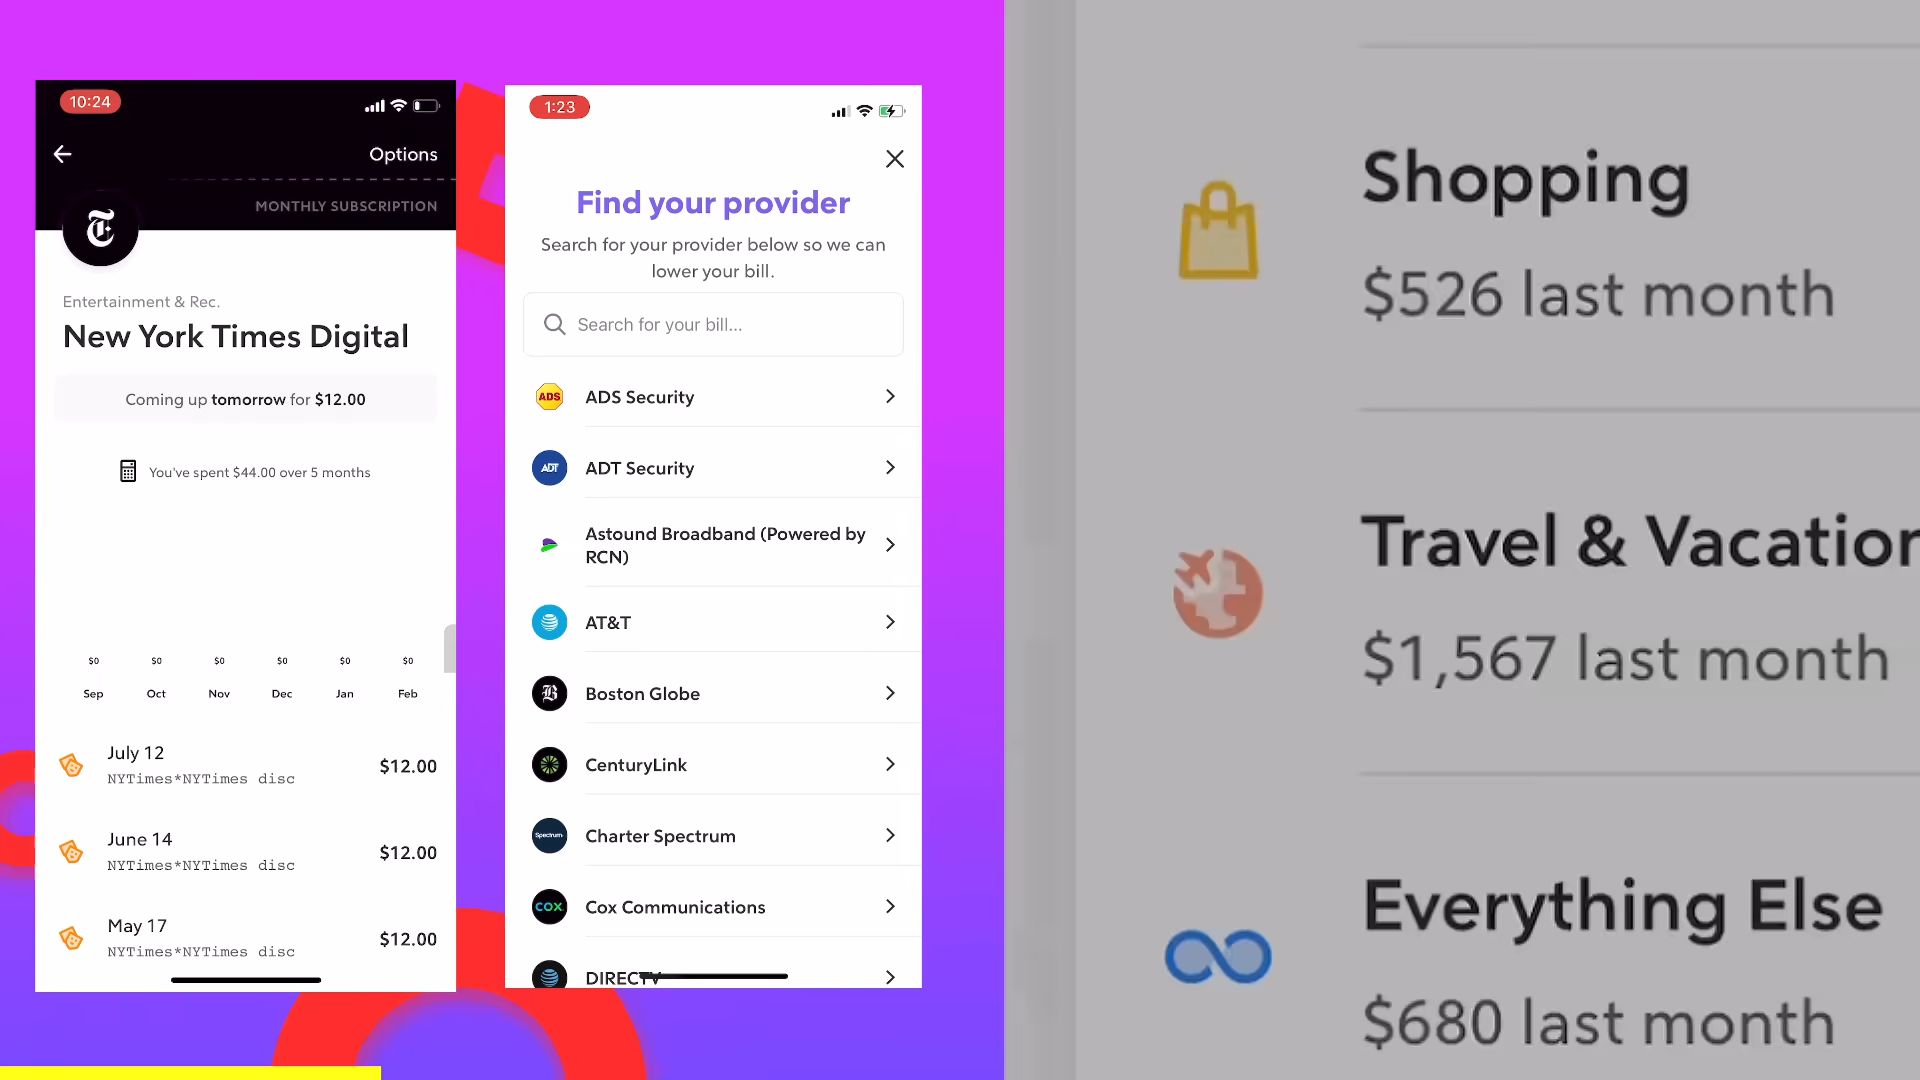 10:24
Options
MONTHLY SUBSCRIPTION
T
Entertainment & Rec.
New York Times Digital
Coming up tomorrow for $12.00
You've spent $44.00 over 5 months
$0 $0 $0 $0 $0 $0
Sep Oct Nov Dec Jan Feb
July 12
NYTimes*NYTimes disc
$12.00
June 14
NYTimes*NYTimes disc
$12.00
May 17
NYTimes*NYTimes disc
$12.00
1:23
Find your provider
Search for your provider below so we can
lower your bill.
Search for your bill...
ADS ADS Security
ADT ADT Security
Astound Broadband (Powered by
RCN)
AT&T
B Boston Globe
CenturyLink
Spectrum Charter Spectrum
COX Cox Communications
DIRECTV
Shopping
$526 last month
Travel & Vacation
$1,567 last month
Everything Else
$680 last month